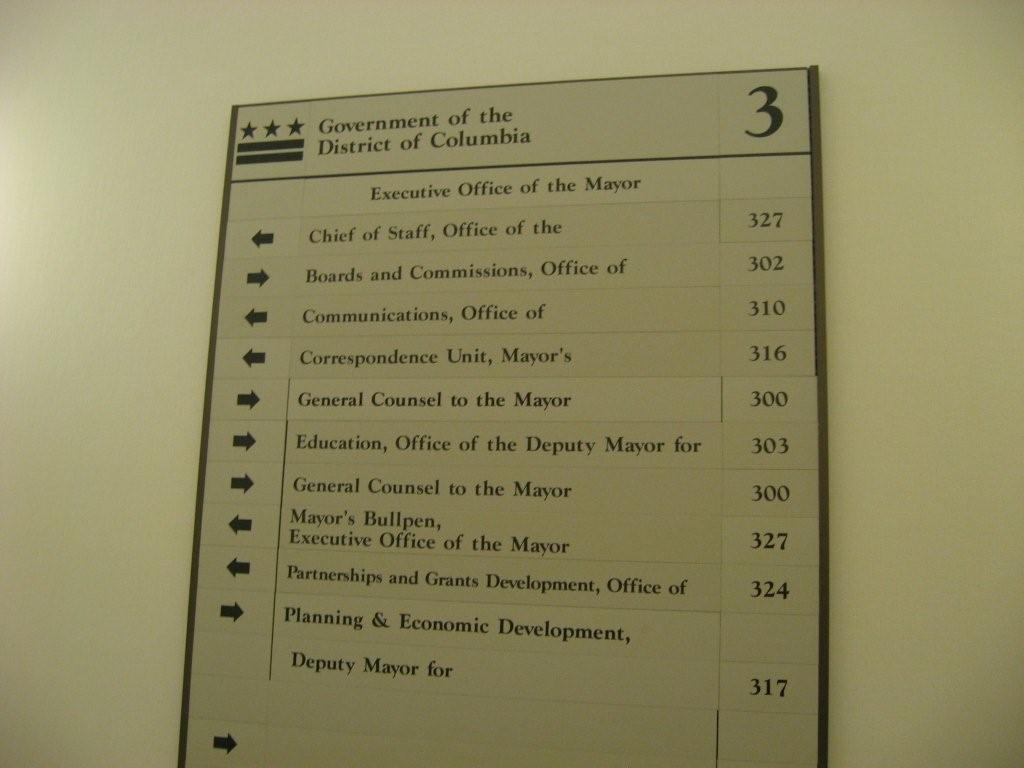 Government of the
District of Columbia
3
Executive Office of the Mayor
Chief of Staff, Office of the 327
Boards and Commissions, Office of 302
Communications, Office of 310
Correspondence Unit, Mayor's 316
General Counsel to the Mayor 300
Education, Office of the Deputy Mayor for 303
General Counsel to the Mayor 300
Mayor's Bullpen,
Executive Office of the Mayor 327
Partnerships and Grants Development, Office of 324
Planning & Economic Development,
Deputy Mayor for 317